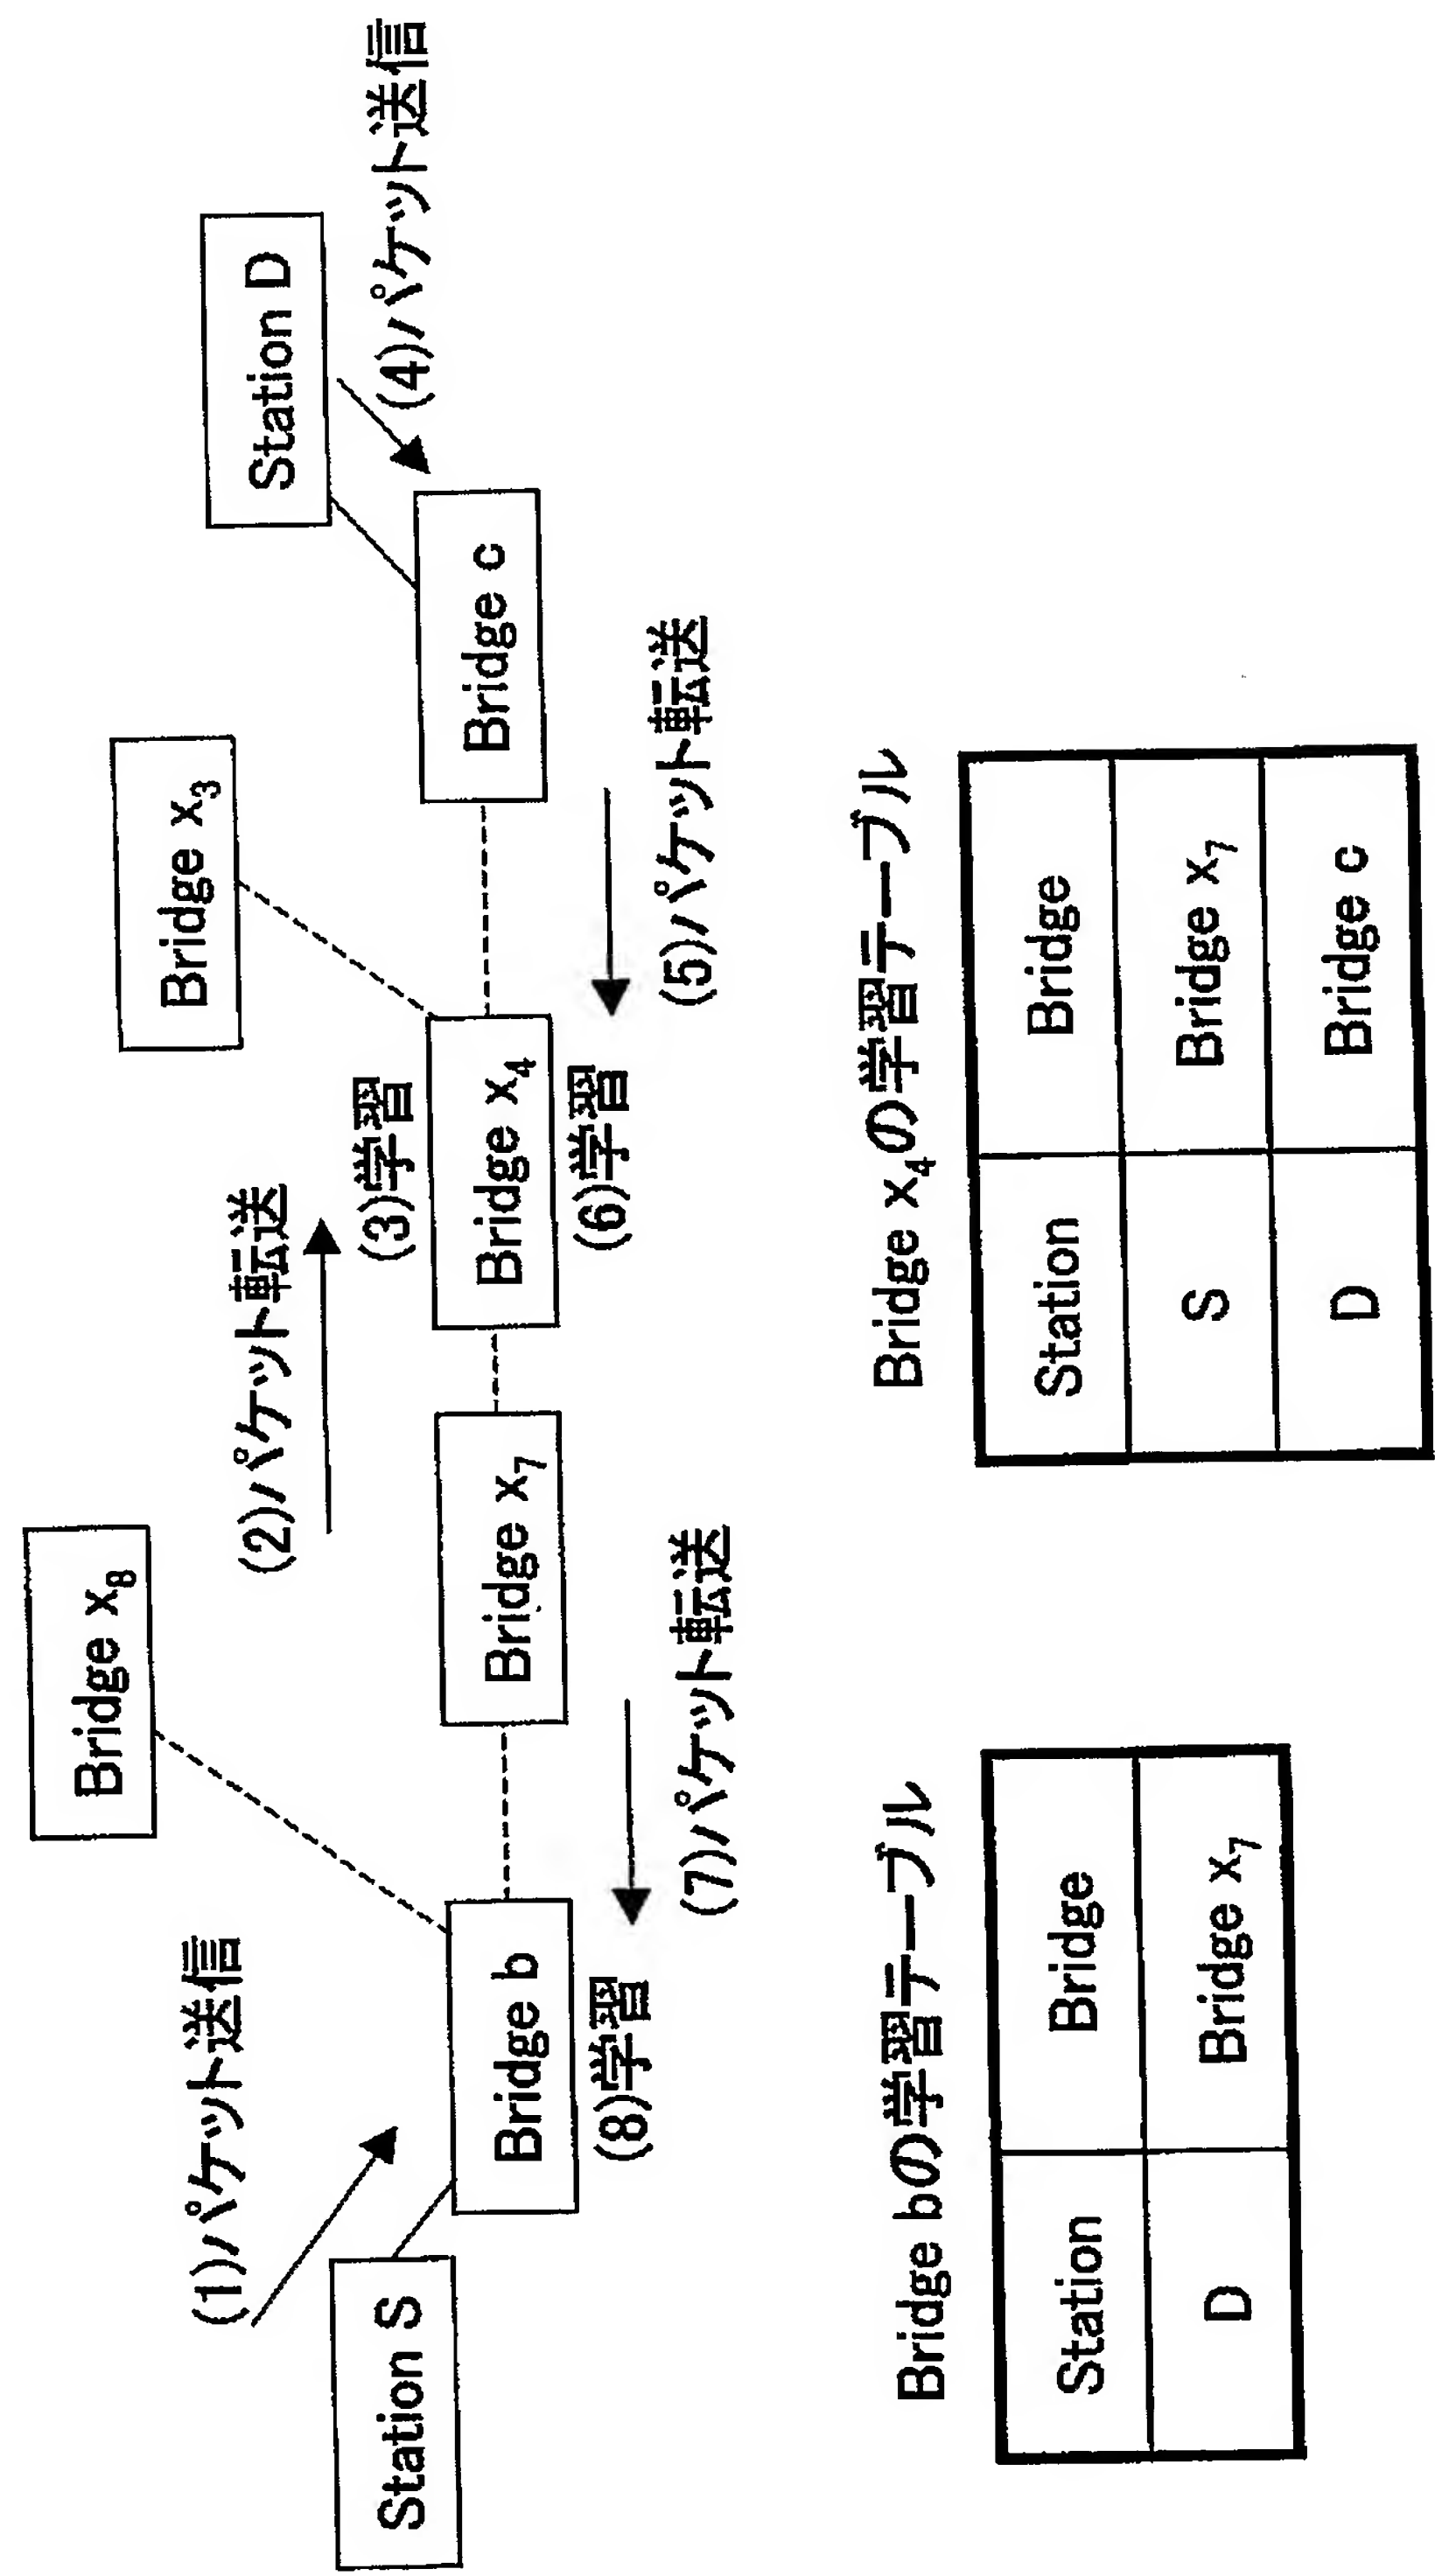 Bridge x8
Bridge x3
Station D
(1)パケット送信
(2)パケット転送
(3)学習
(4)パケット送信
Station S
Bridge b
Bridge x7
Bridge x4
Bridge c
(8)学習
(6)学習
(7)パケット転送
(5)パケット転送
Bridge bの学習テーブル
Station Bridge
D Bridge x7
Bridge x4の学習テーブル
Station Bridge
S Bridge x7
D Bridge c